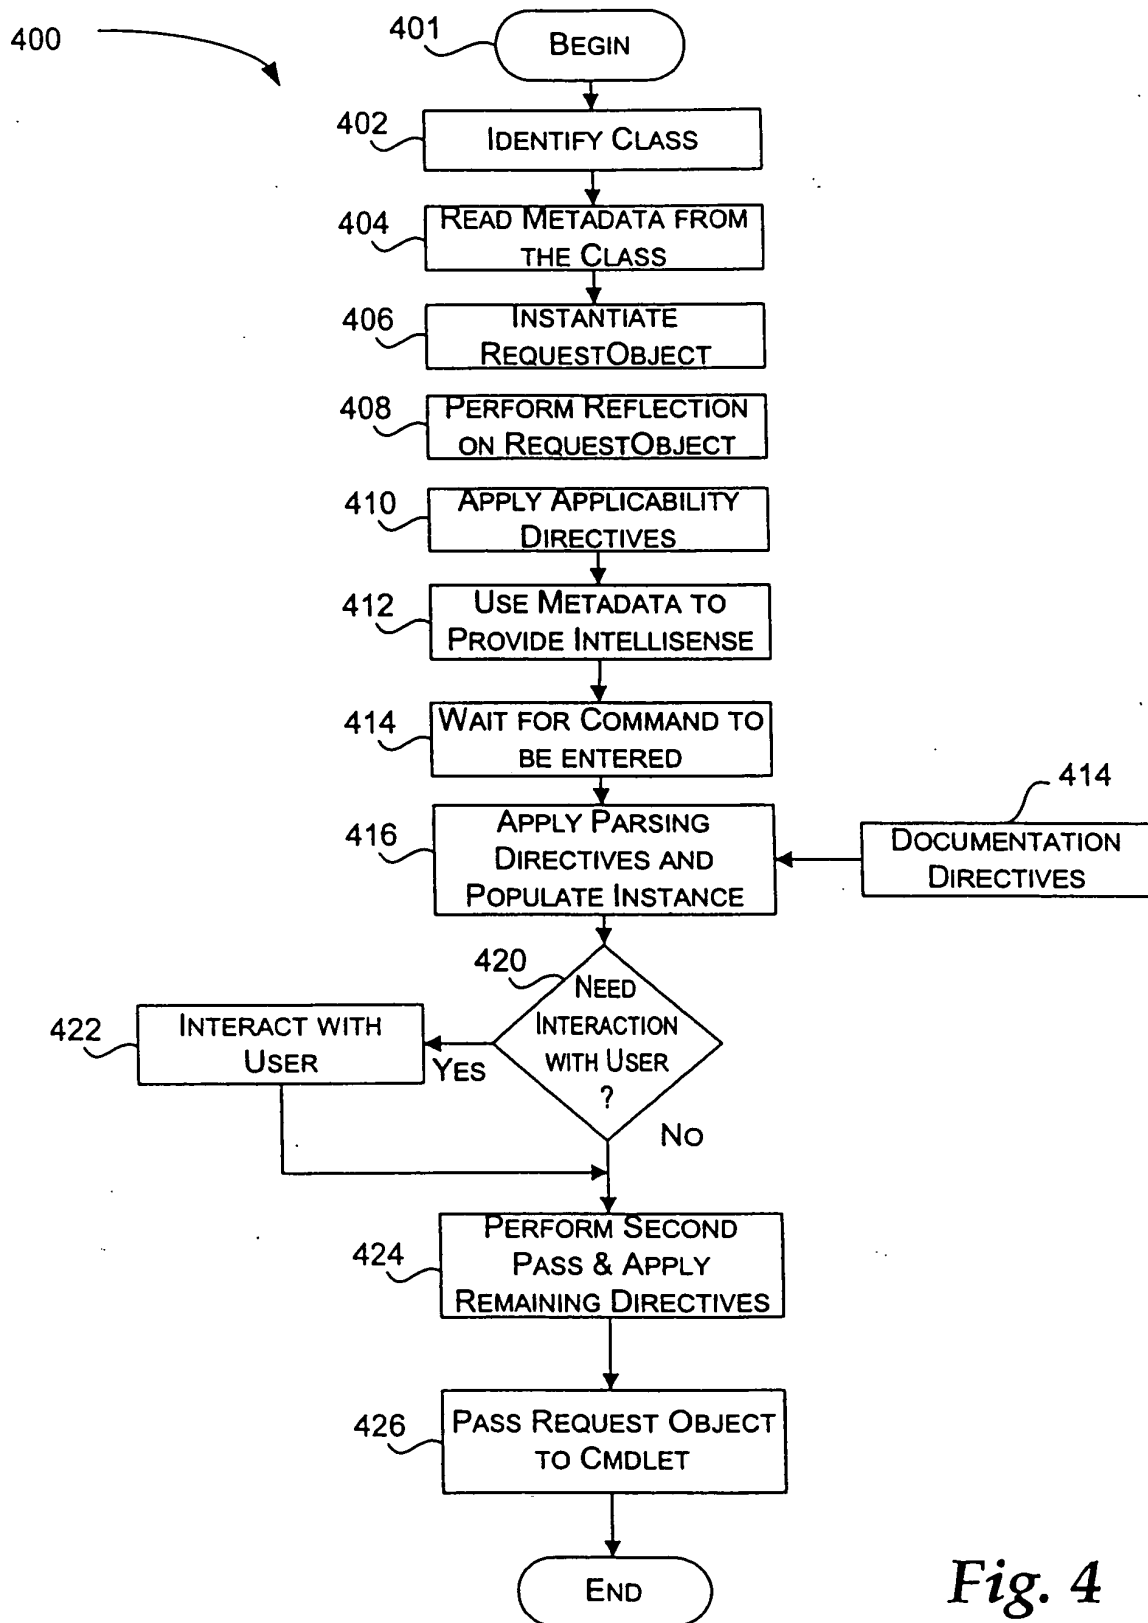 400
401
BEGIN
402
IDENTIFY CLASS
404
READ METADATA FROM
THE CLASS
406
INSTANTIATE
REQUESTOBJECT
408
PERFORM REFLECTION
ON REQUESTOBJECT
410
APPLY APPLICABILITY
DIRECTIVES
412
USE METADATA TO
PROVIDE INTELLISENSE
414
WAIT FOR COMMAND TO
BE ENTERED
414
DOCUMENTATION
DIRECTIVES
416
APPLY PARSING
DIRECTIVES AND
POPULATE INSTANCE
420
NEED
INTERACTION
WITH USER
?
422
INTERACT WITH
USER
YES
NO
424
PERFORM SECOND
PASS & APPLY
REMAINING DIRECTIVES
426
PASS REQUEST OBJECT
TO CMDLET
END
Fig. 4